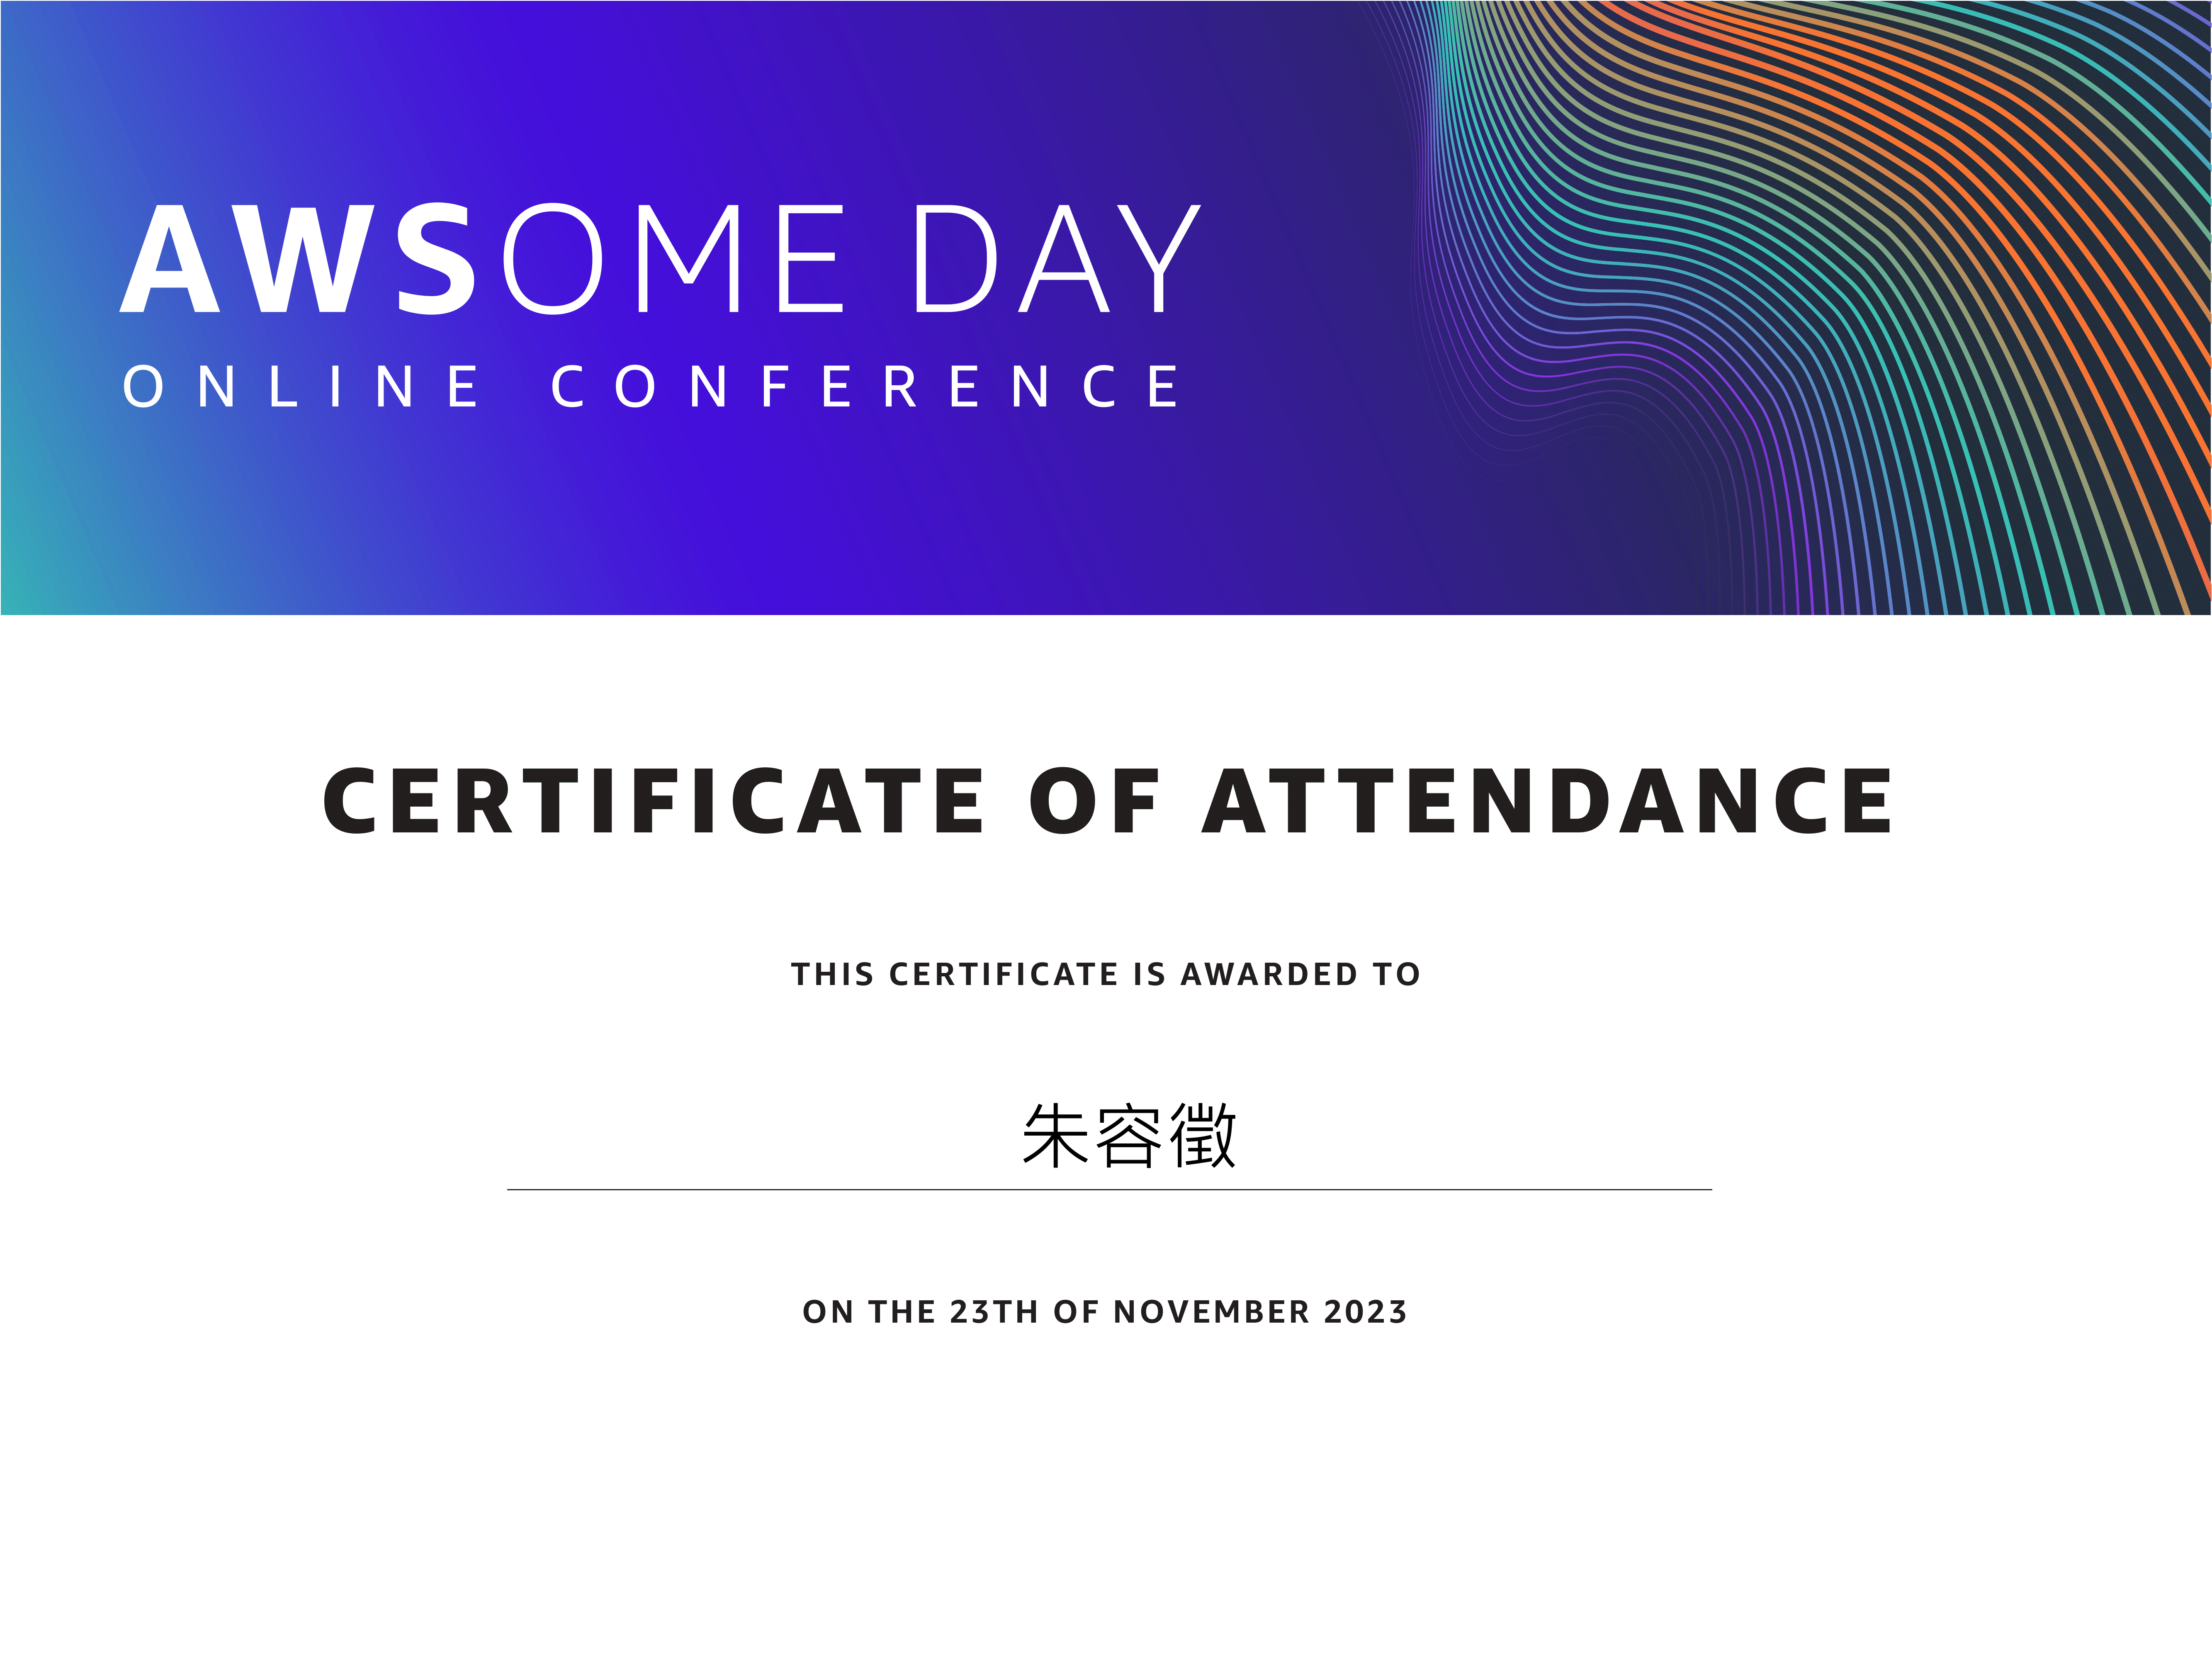 AWSOME DAY
ONLINE CONFERENCE
CERTIFICATE OF ATTENDANCE
THIS CERTIFICATE IS AWARDED TO
朱容徵
ON THE 23TH OF NOVEMBER 2023